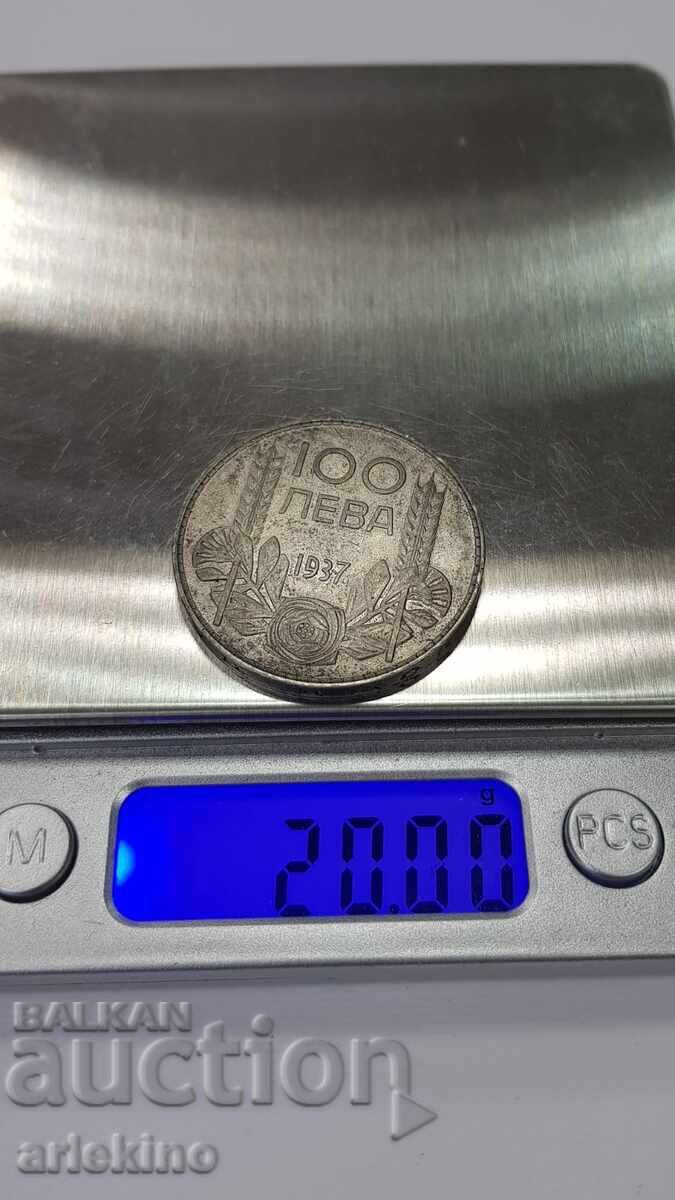 100
ЛЕВА
1937
g
M
20.00
PCS
BALKAN
auction
arlekino